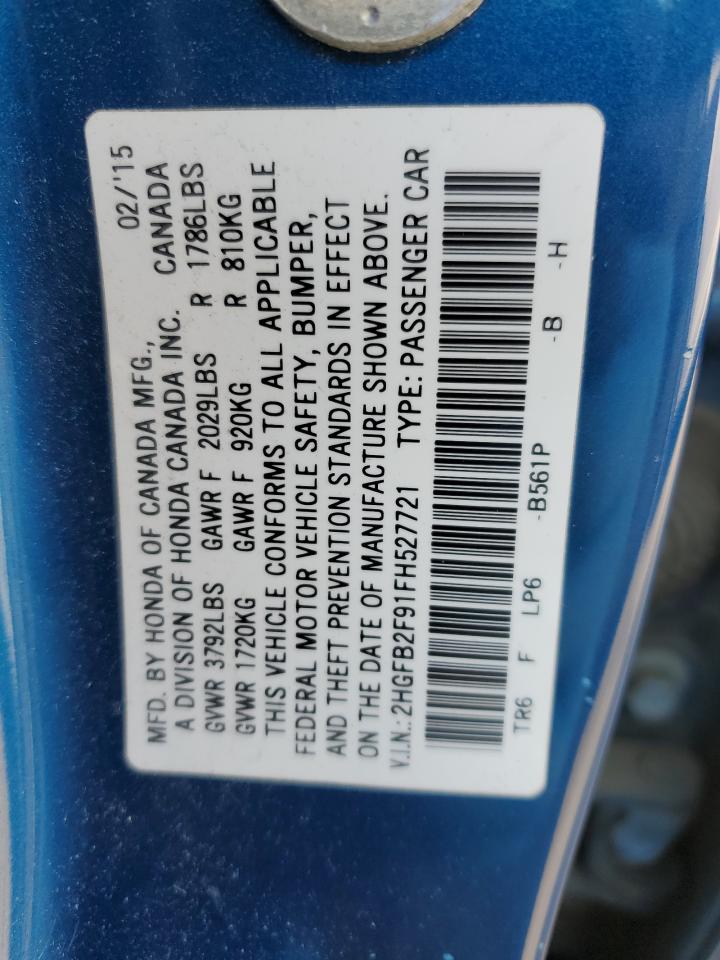 MFD. BY HONDA OF CANADA MFG., 02/'15
A DIVISION OF HONDA CANADA INC. CANADA
GVWR 3792LBS GAWR F 2029LBS R 1786LBS
GVWR 1720KG GAWR F 920KG R 810KG
THIS VEHICLE CONFORMS TO ALL APPLICABLE
FEDERAL MOTOR VEHICLE SAFETY, BUMPER,
AND THEFT PREVENTION STANDARDS IN EFFECT
ON THE DATE OF MANUFACTURE SHOWN ABOVE.
V.I.N.: 2HGFB2F91FH527721 TYPE: PASSENGER CAR
TR6 F LP6 -B561P -B -H